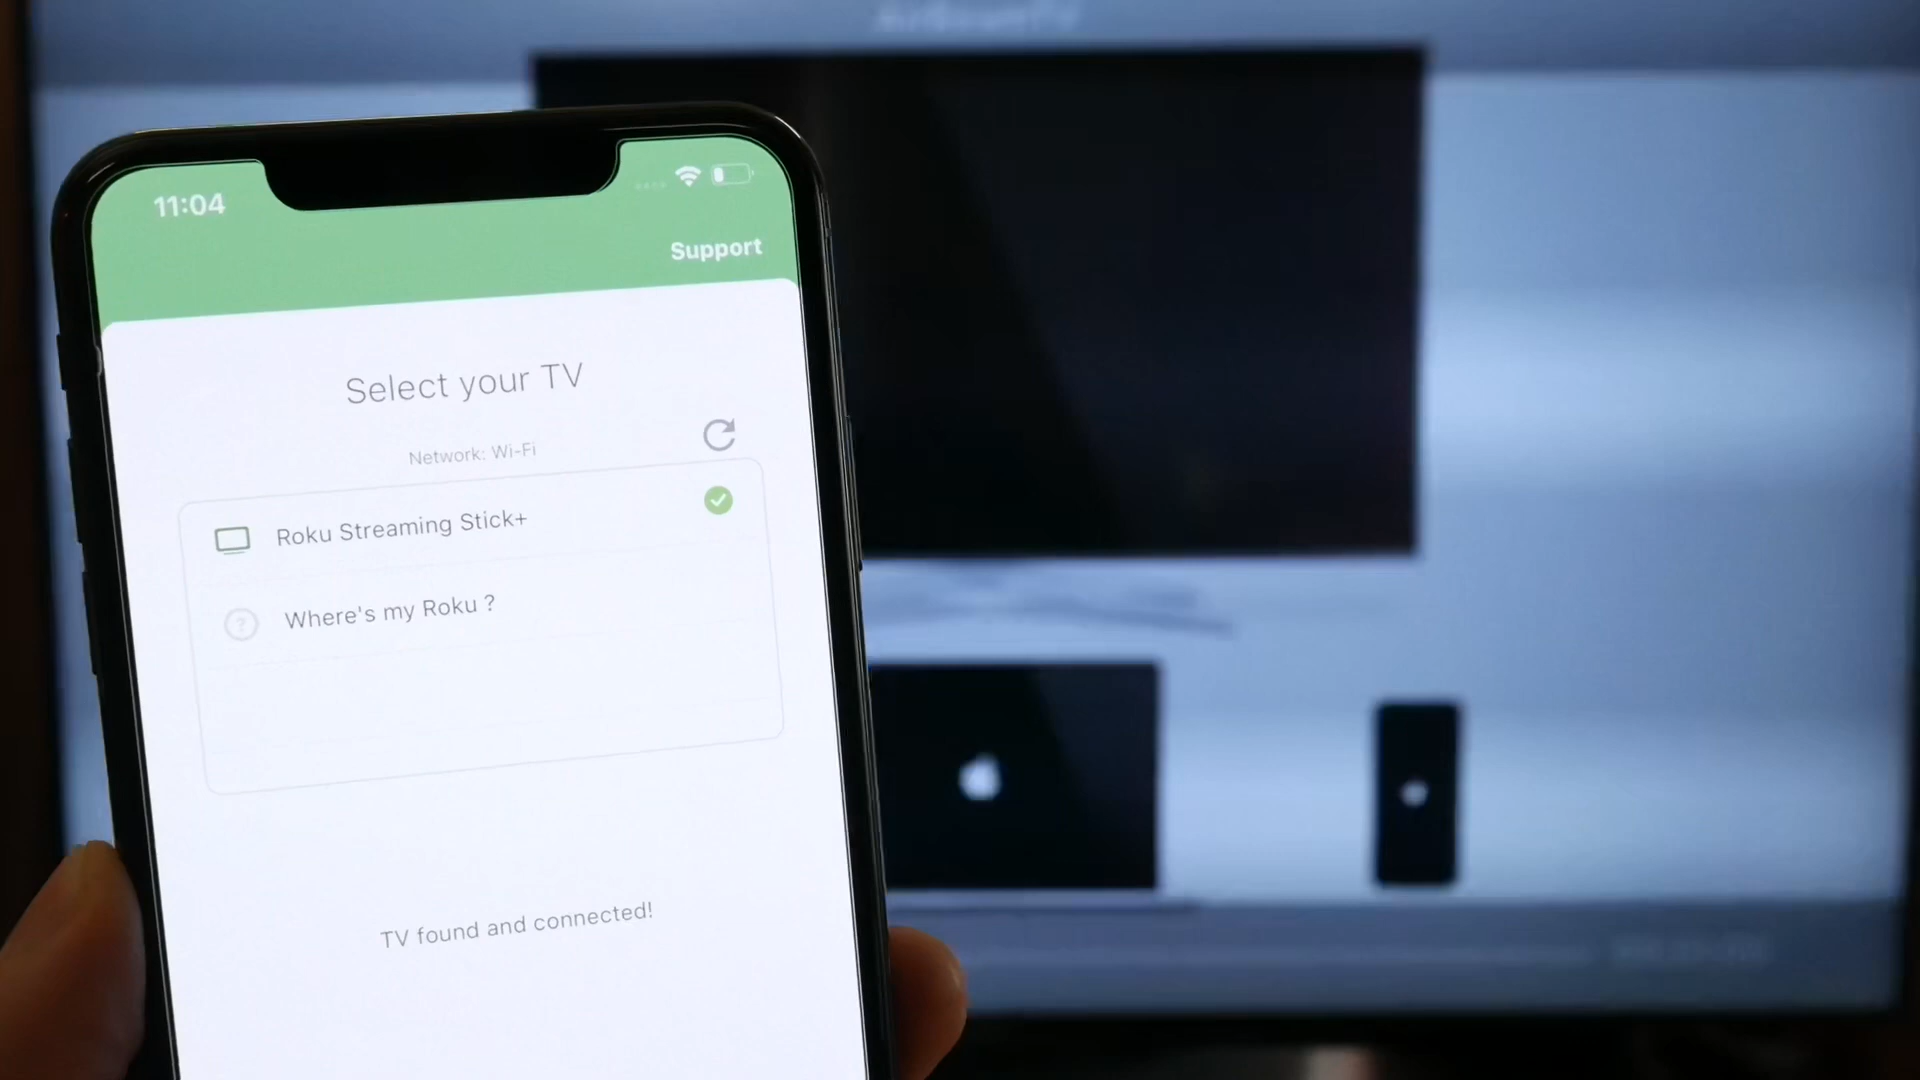 11:04
Support
Select your TV
Network: Wi-Fi
Roku Streaming Stick+
Where's my Roku ?
TV found and connected!